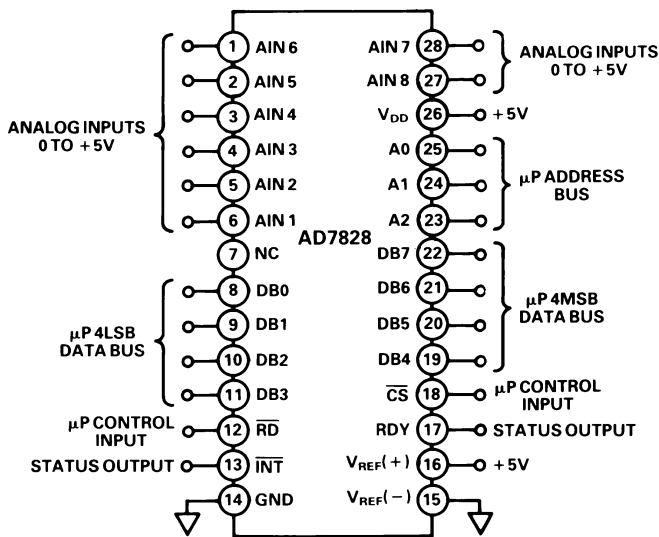 ANALOG INPUTS
0 TO +5V
1 AIN 6
2 AIN 5
3 AIN 4
4 AIN 3
5 AIN 2
6 AIN 1
7 NC
µP 4LSB
DATA BUS
8 DB0
9 DB1
10 DB2
11 DB3
µP CONTROL
INPUT
12 RD
STATUS OUTPUT 13 INT
14 GND
AD7828
AIN 7 28
AIN 8 27
ANALOG INPUTS
0 TO +5V
VDD 26 +5V
A0 25
A1 24
A2 23
µP ADDRESS
BUS
DB7 22
DB6 21
DB5 20
DB4 19
µP 4MSB
DATA BUS
CS 18
µP CONTROL
INPUT
RDY 17 STATUS OUTPUT
VREF(+) 16 +5V
VREF(−) 15